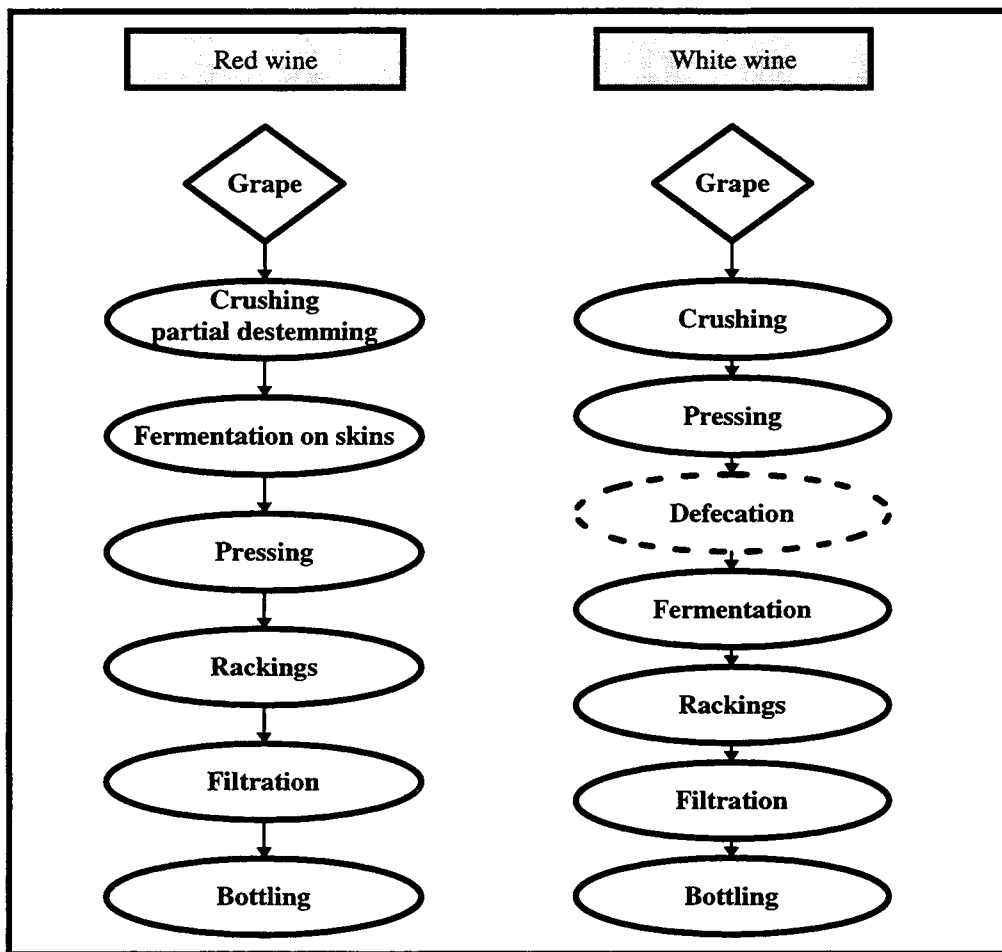 Red wine
Grape
Crushing
partial destemming
Fermentation on skins
Pressing
Rackings
Filtration
Bottling
White wine
Grape
Crushing
Pressing
Defecation
Fermentation
Rackings
Filtration
Bottling